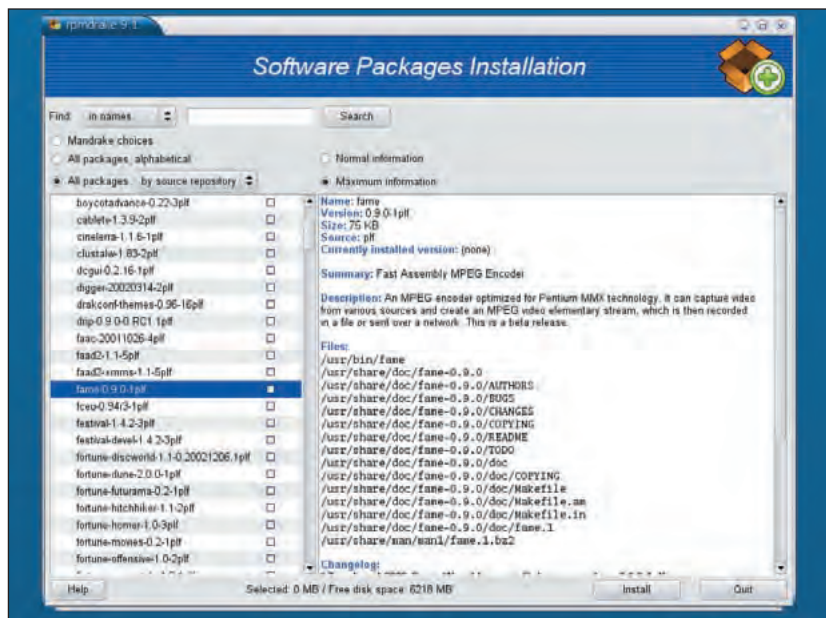 rpmdrake 9.1
Software Packages Installation
Find: in names Search
Mandrake choices
All packages, alphabetical
Normal information
All packages by source repository
Maximum information
boycotadvance-0.22-3plf
cabletv-1.3.9-2plf
cinelerra-1.1.6-1plf
clustalw-1.83-2plf
dcgui-0.2.16-1plf
digger-20020314-2plf
drakconf-themes-0.96-16plf
drip-0.9.0-0.RC1.1plf
faac-20011026-4plf
faad2-1.1-5plf
faad2-xmms-1.1-5plf
fame-0.9.0-1plf
fceu-0.94r3-1plf
festival-1.4.2-3plf
festival-devel-1.4.2-3plf
fortune-discworld-1.1-0.20021206.1plf
fortune-dune-2.0.0-1plf
fortune-futurama-0.2-1plf
fortune-hitchhiker-1.1-2plf
fortune-homer-1.0-3plf
fortune-movies-0.2-1plf
fortune-offensive-1.0-2plf
Name: fame
Version: 0.9.0-1plf
Size: 75 KB
Source: plf
Currently installed version: (none)
Summary: Fast Assembly MPEG Encoder
Description: An MPEG encoder optimized for Pentium MMX technology, it can capture video
from various sources and create an MPEG video elementary stream, which is then recorded
in a file or sent over a network. This is a beta release.
Files:
/usr/bin/fame
/usr/share/doc/fame-0.9.0
/usr/share/doc/fame-0.9.0/AUTHORS
/usr/share/doc/fame-0.9.0/BUGS
/usr/share/doc/fame-0.9.0/CHANGES
/usr/share/doc/fame-0.9.0/COPYING
/usr/share/doc/fame-0.9.0/README
/usr/share/doc/fame-0.9.0/TODO
/usr/share/doc/fame-0.9.0/doc
/usr/share/doc/fame-0.9.0/doc/COPYING
/usr/share/doc/fame-0.9.0/doc/Makefile
/usr/share/doc/fame-0.9.0/doc/Makefile.am
/usr/share/doc/fame-0.9.0/doc/Makefile.in
/usr/share/doc/fame-0.9.0/doc/fame.1
/usr/share/man/man1/fame.1.bz2
Changelog:
Help Selected: 0 MB / Free disk space: 6218 MB Install Quit